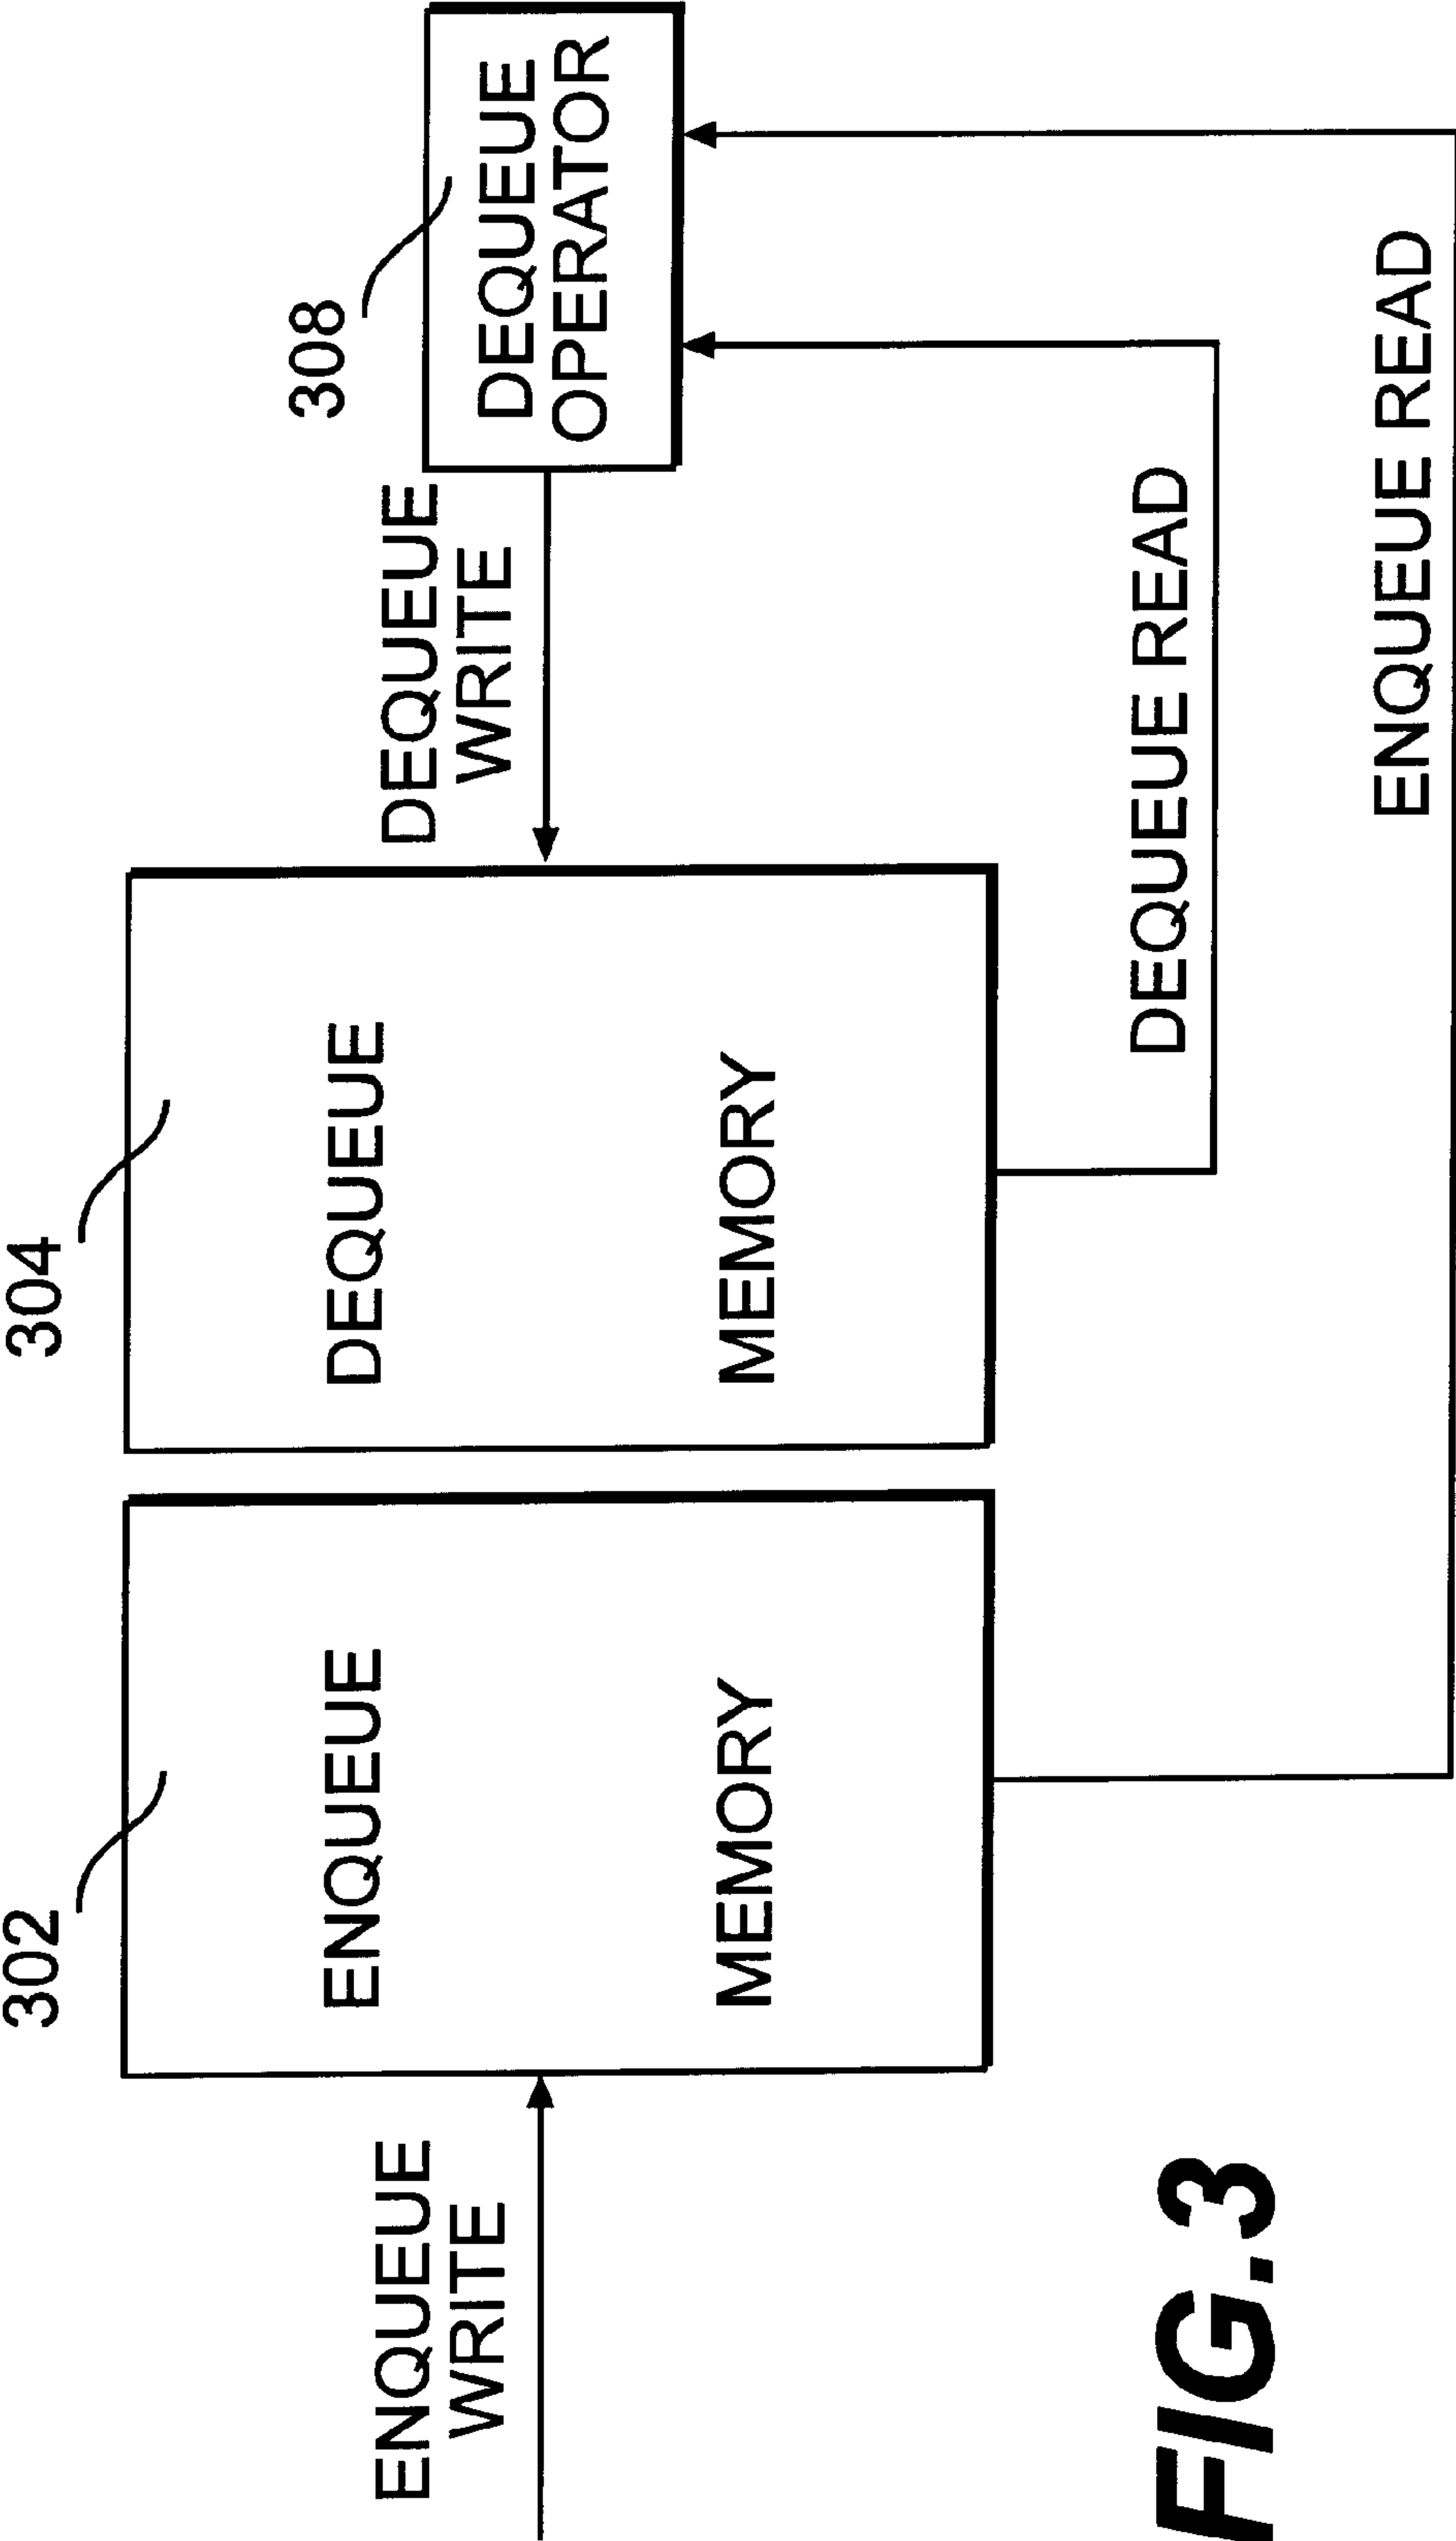 302
304
308
ENQUEUE
WRITE
ENQUEUE
MEMORY
DEQUEUE
MEMORY
DEQUEUE
WRITE
DEQUEUE
OPERATOR
DEQUEUE READ
ENQUEUE READ
FIG.3